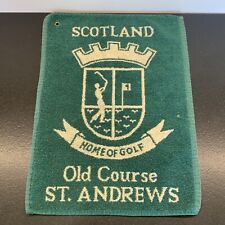 SCOTLAND
HOME OF GOLF
Old Course
ST. ANDREWS